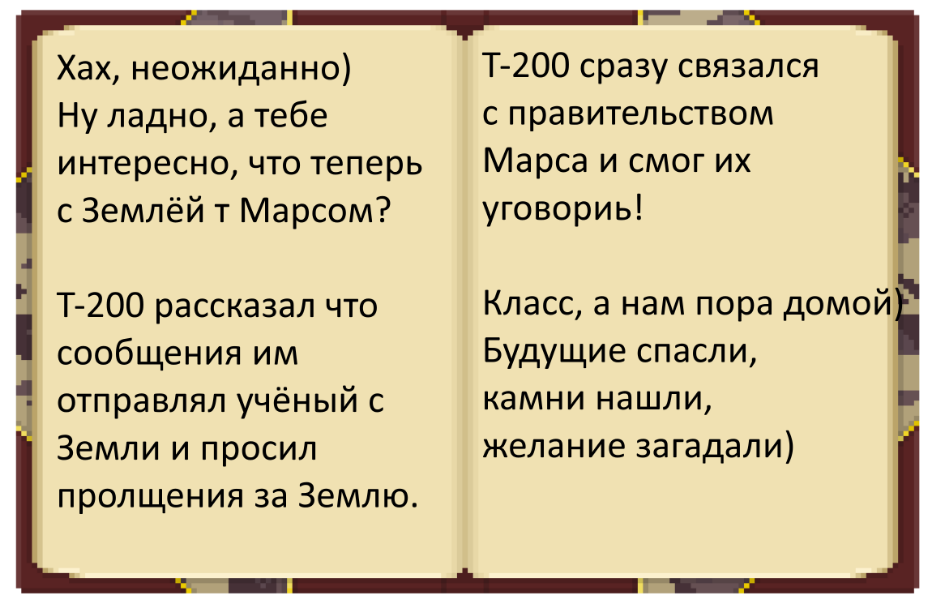 Хах, неожиданно)
Ну ладно, а тебе
интересно, что теперь
с Землёй т Марсом?
Т-200 рассказал что
сообщения им
отправлял учёный с
Земли и просил
пролщения за Землю.
Т-200 сразу связался
с правительством
Марса и смог их
уговориь!
Класс, а нам пора домой)
Будущие спасли,
камни нашли,
желание загадали)